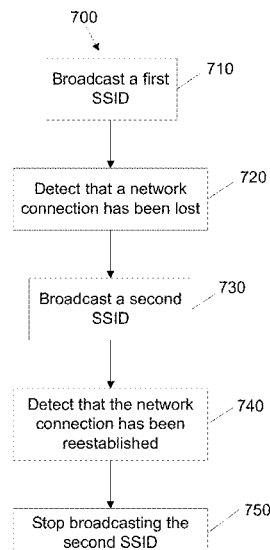 700
Broadcast a first
SSID
710
Detect that a network
connection has been lost
720
Broadcast a second
SSID
730
Detect that the network
connection has been
reestablished
740
Stop broadcasting the
second SSID
750